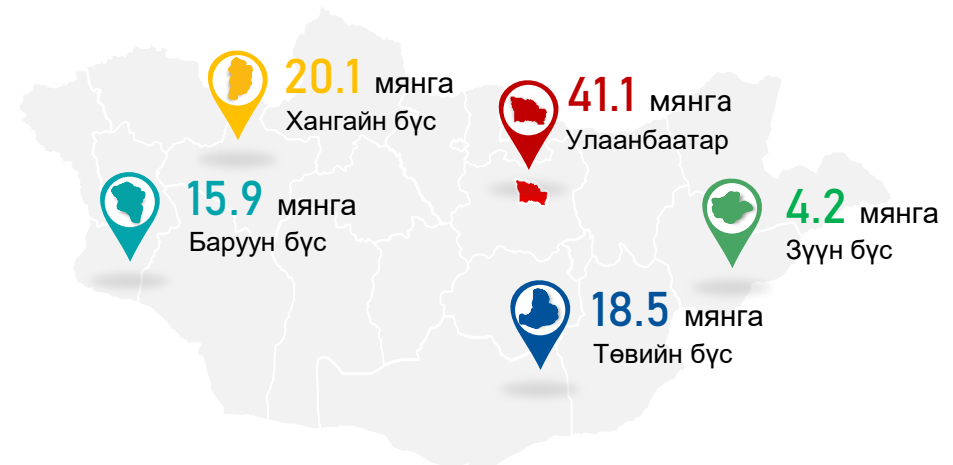 20.1 мянга
Хангайн бүс
41.1 мянга
Улаанбаатар
15.9 мянга
Баруун бүс
4.2 мянга
Зүүн бүс
18.5 мянга
Төвийн бүс